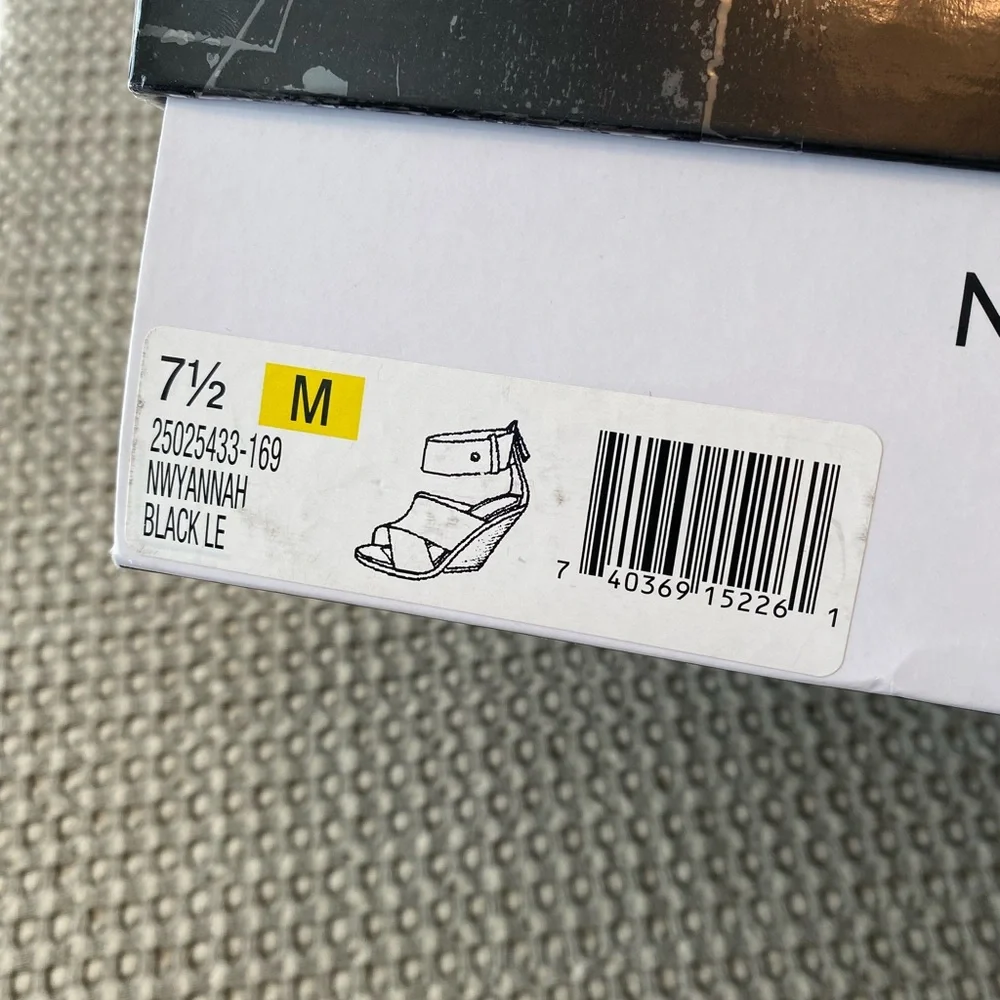 N
7½ M
25025433-169
NWYANNAH
BLACK LE
7 40369 15226 1